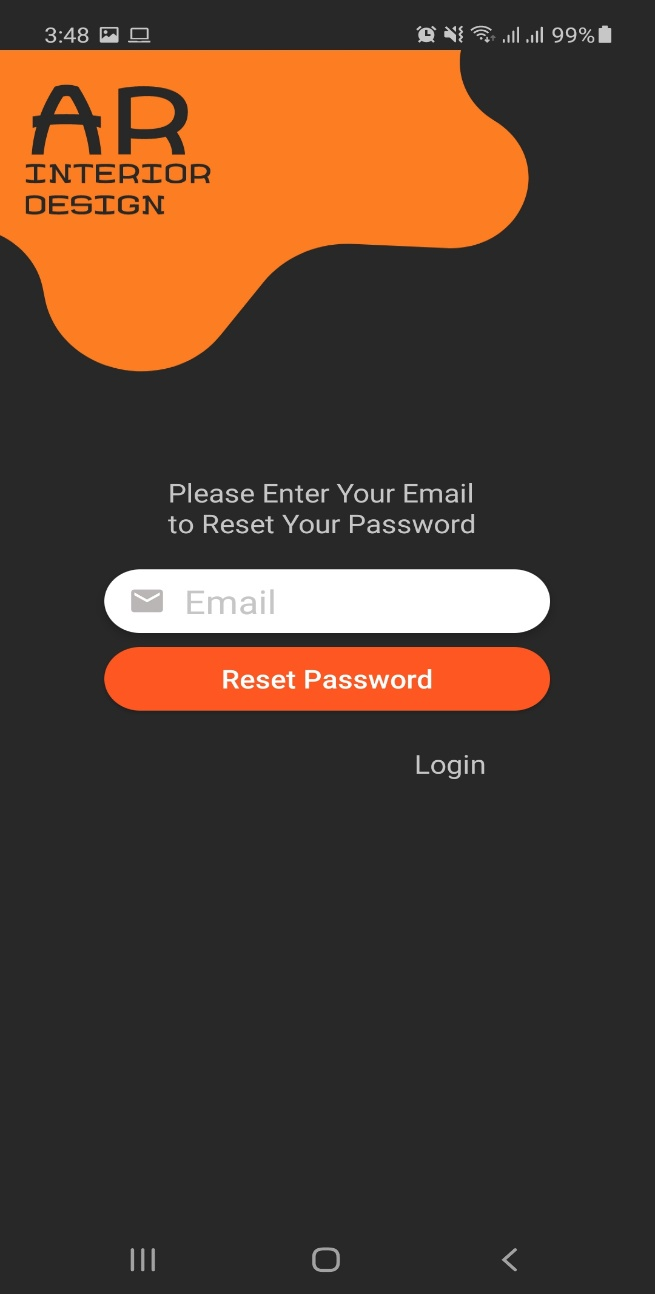 3:48 99%
AR
INTERIOR
DESIGN
Please Enter Your Email
to Reset Your Password
Email
Reset Password
Login